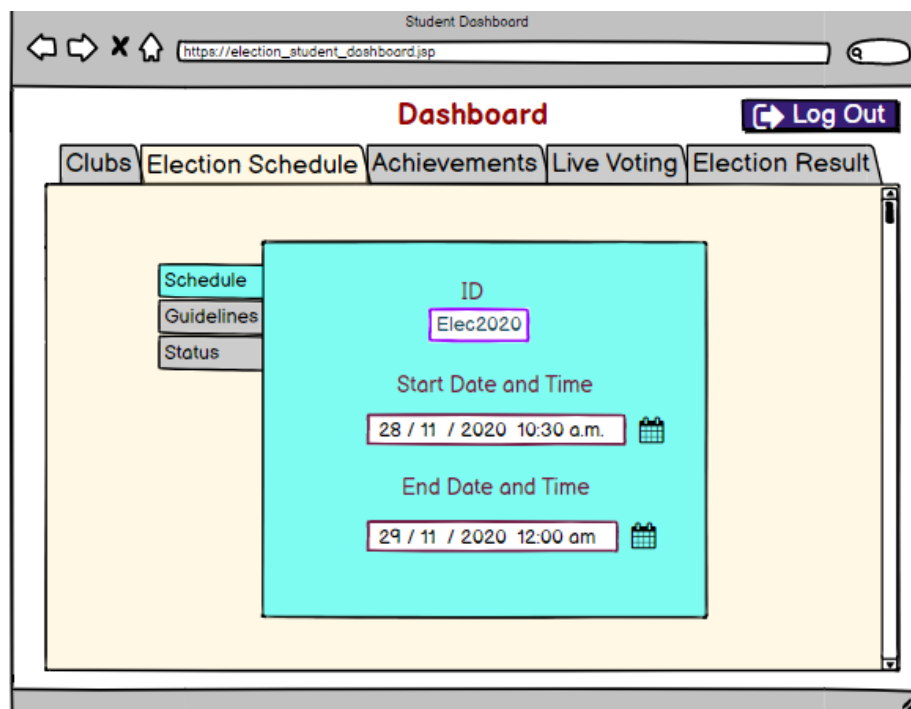 Student Dashboard
https://election_student_dashboard.jsp
Dashboard
Log Out
Clubs Election Schedule Achievements Live Voting Election Result
Schedule
Guidelines
Status
ID
Elec2020
Start Date and Time
28 / 11 / 2020 10:30 a.m.
End Date and Time
29 / 11 / 2020 12:00 am